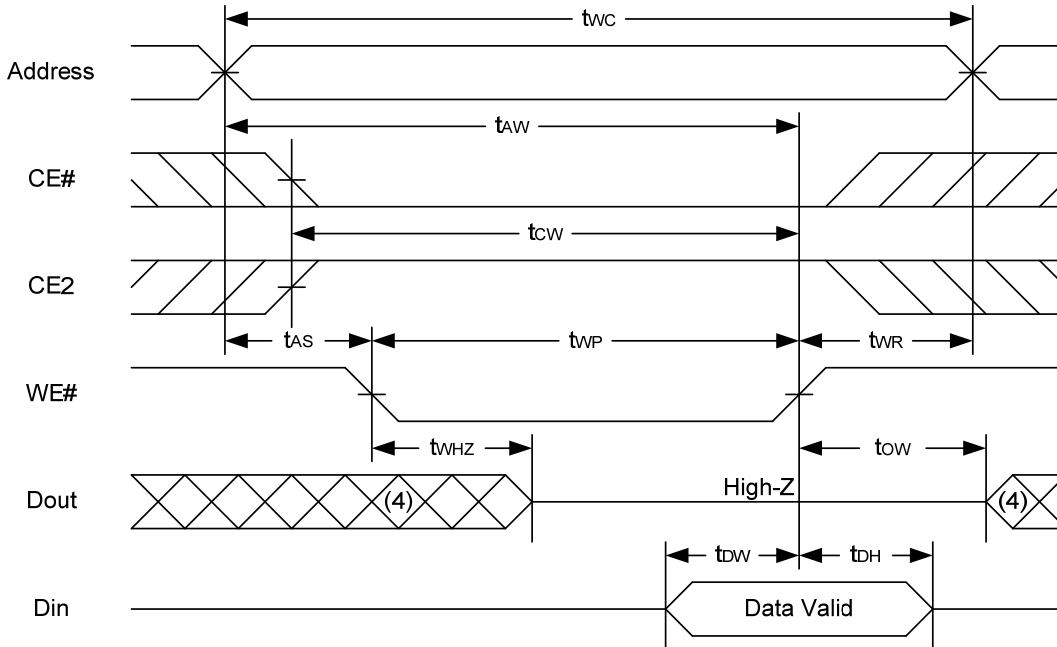 tWC
Address
tAW
CE#
tCW
CE2
tAS tWP tWR
WE#
tWHZ tOW
Dout (4) High-Z (4)
tDW tDH
Din Data Valid